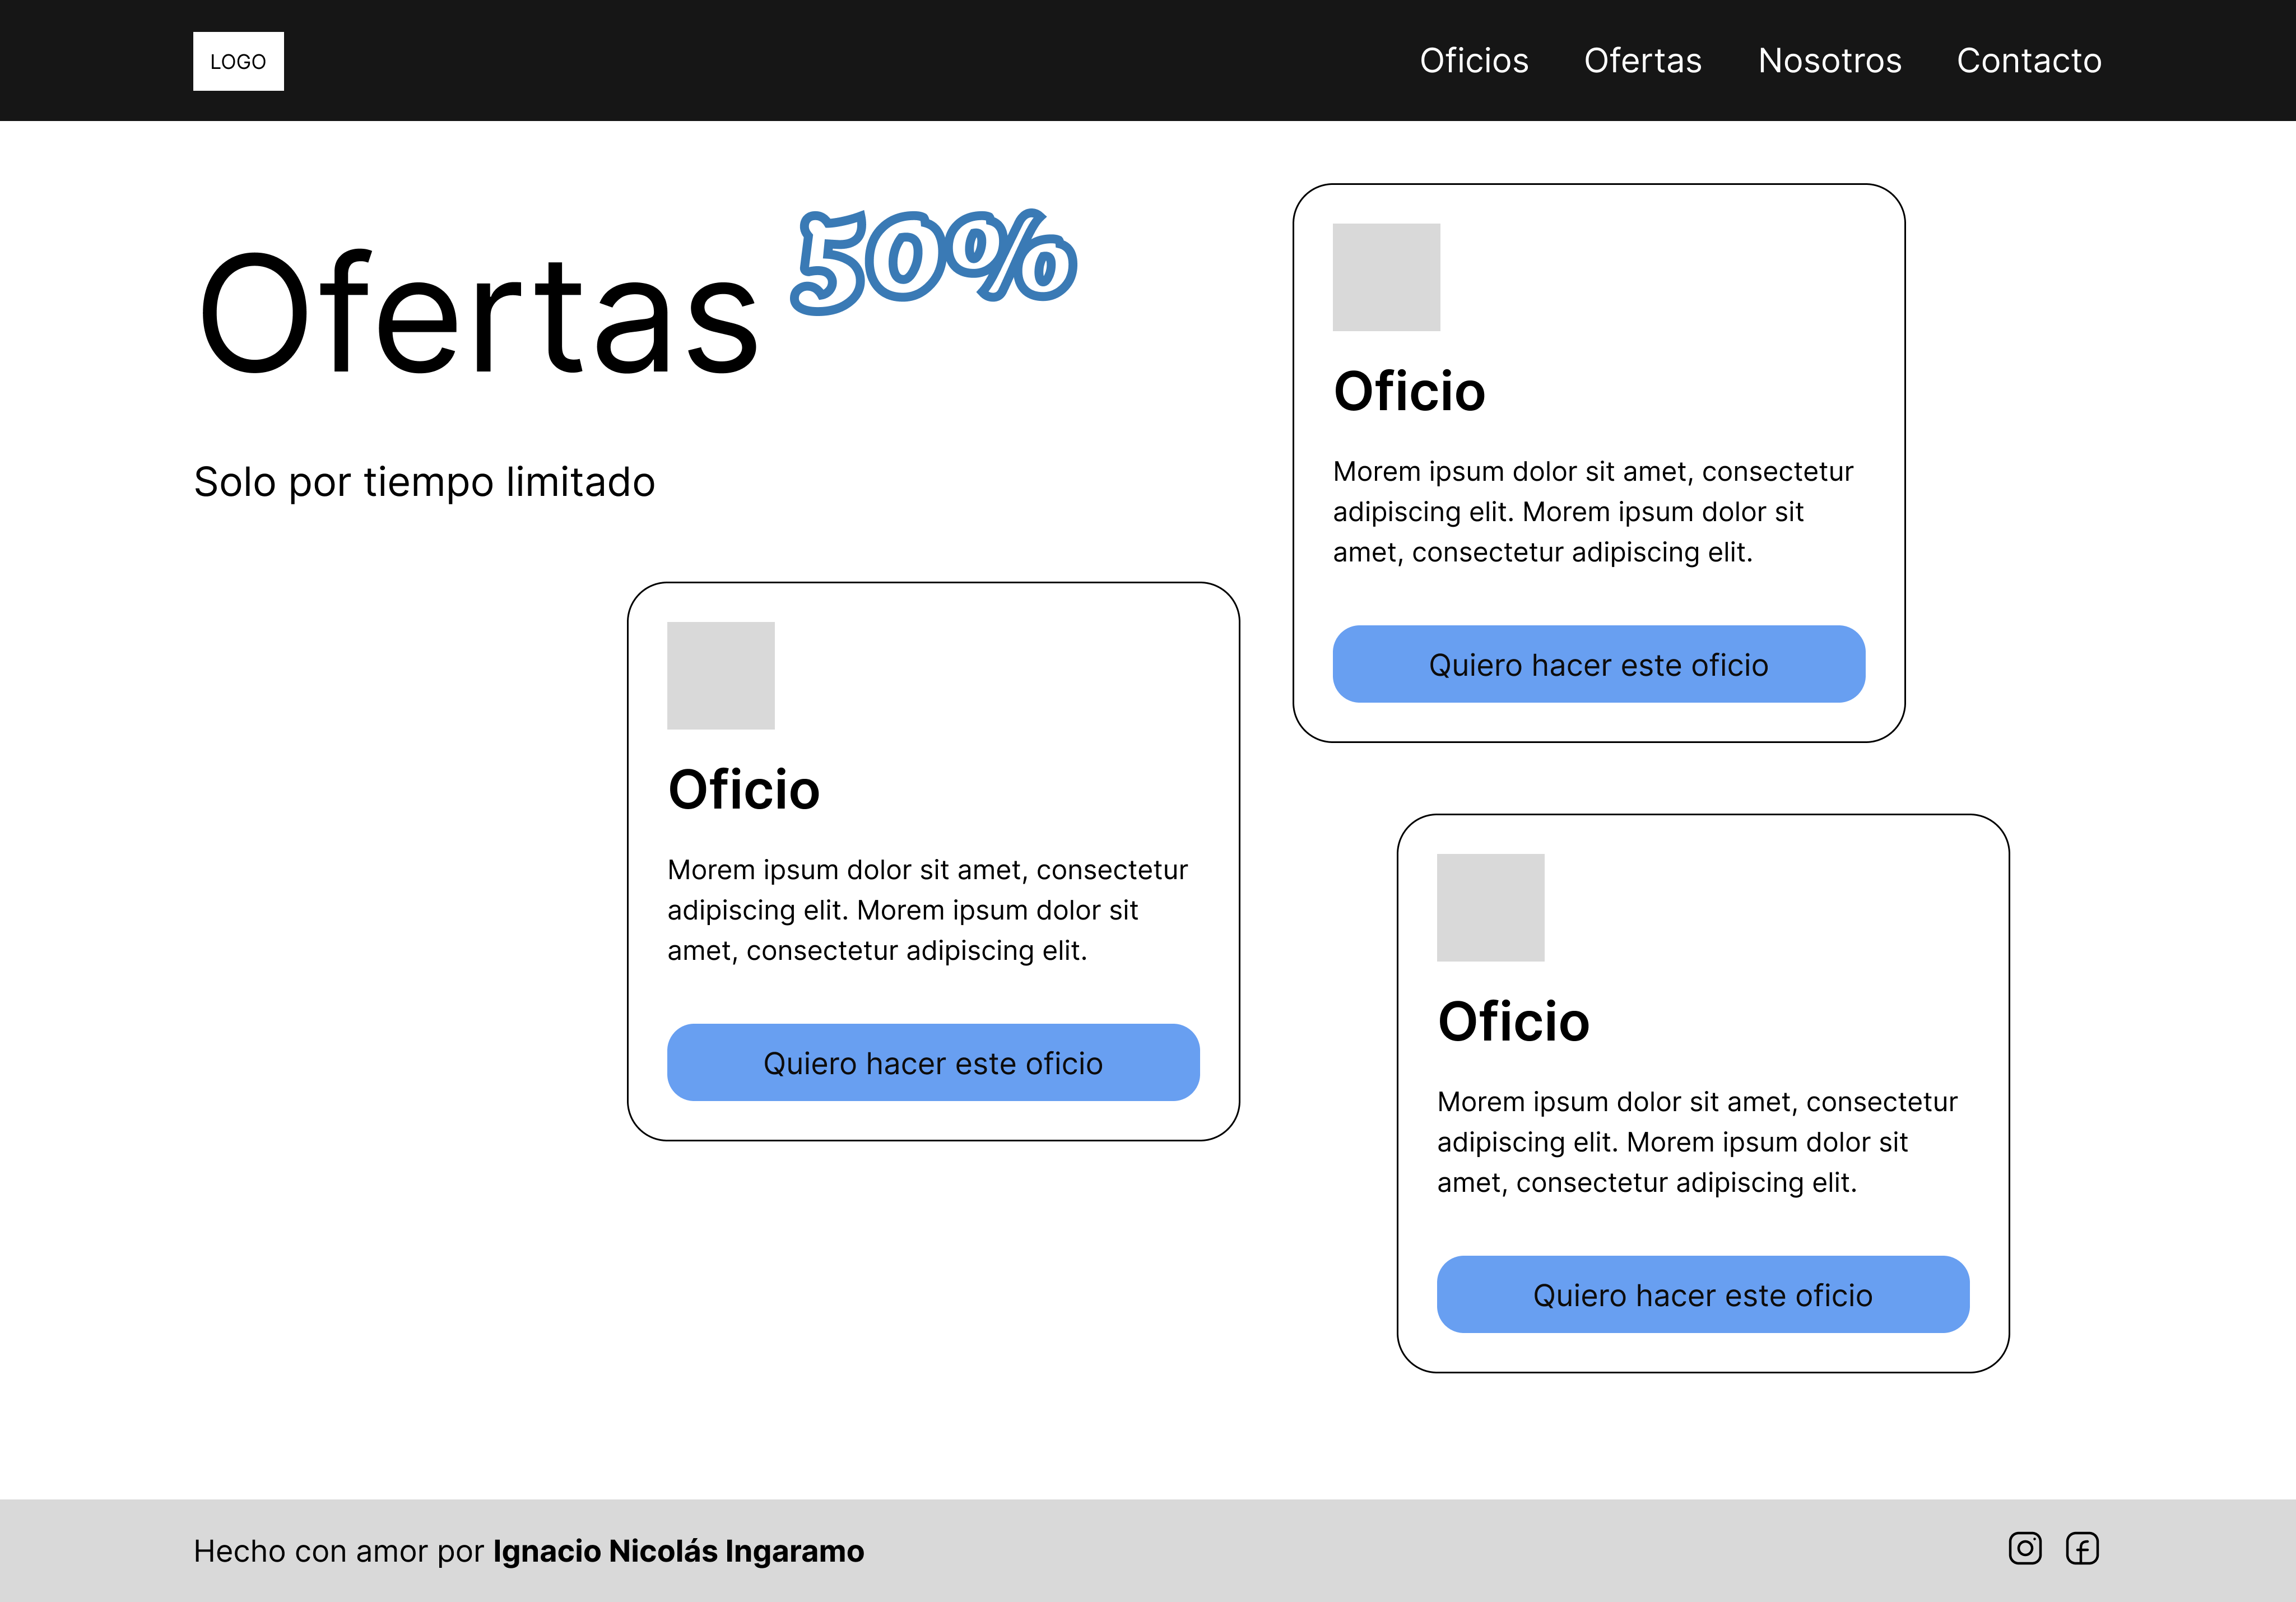 LOGO
Oficios
Ofertas
Nosotros
Contacto
Ofertas
50%
Solo por tiempo limitado
Oficio
Morem ipsum dolor sit amet, consectetur
adipiscing elit. Morem ipsum dolor sit
amet, consectetur adipiscing elit.
Quiero hacer este oficio
Oficio
Morem ipsum dolor sit amet, consectetur
adipiscing elit. Morem ipsum dolor sit
amet, consectetur adipiscing elit.
Quiero hacer este oficio
Oficio
Morem ipsum dolor sit amet, consectetur
adipiscing elit. Morem ipsum dolor sit
amet, consectetur adipiscing elit.
Quiero hacer este oficio
Hecho con amor por Ignacio Nicolás Ingaramo